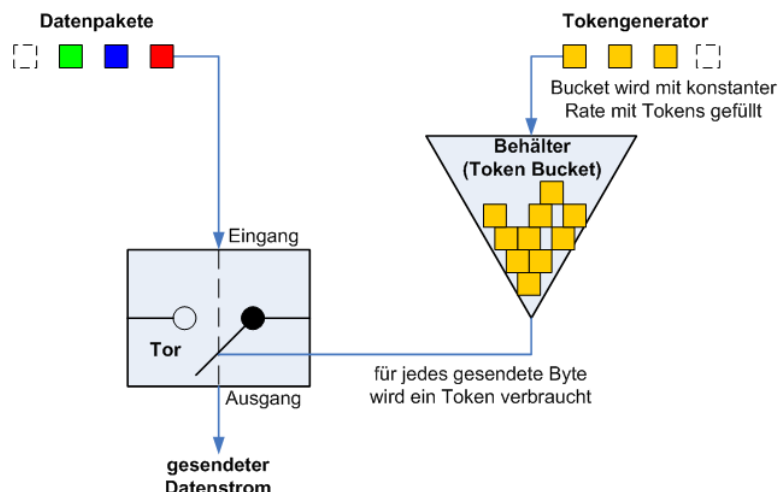 Datenpakete
Tokengenerator
Bucket wird mit konstanter
Rate mit Tokens gefüllt
Behälter
(Token Bucket)
Eingang
Tor
für jedes gesendete Byte
wird ein Token verbraucht
Ausgang
gesendeter
Datenstrom